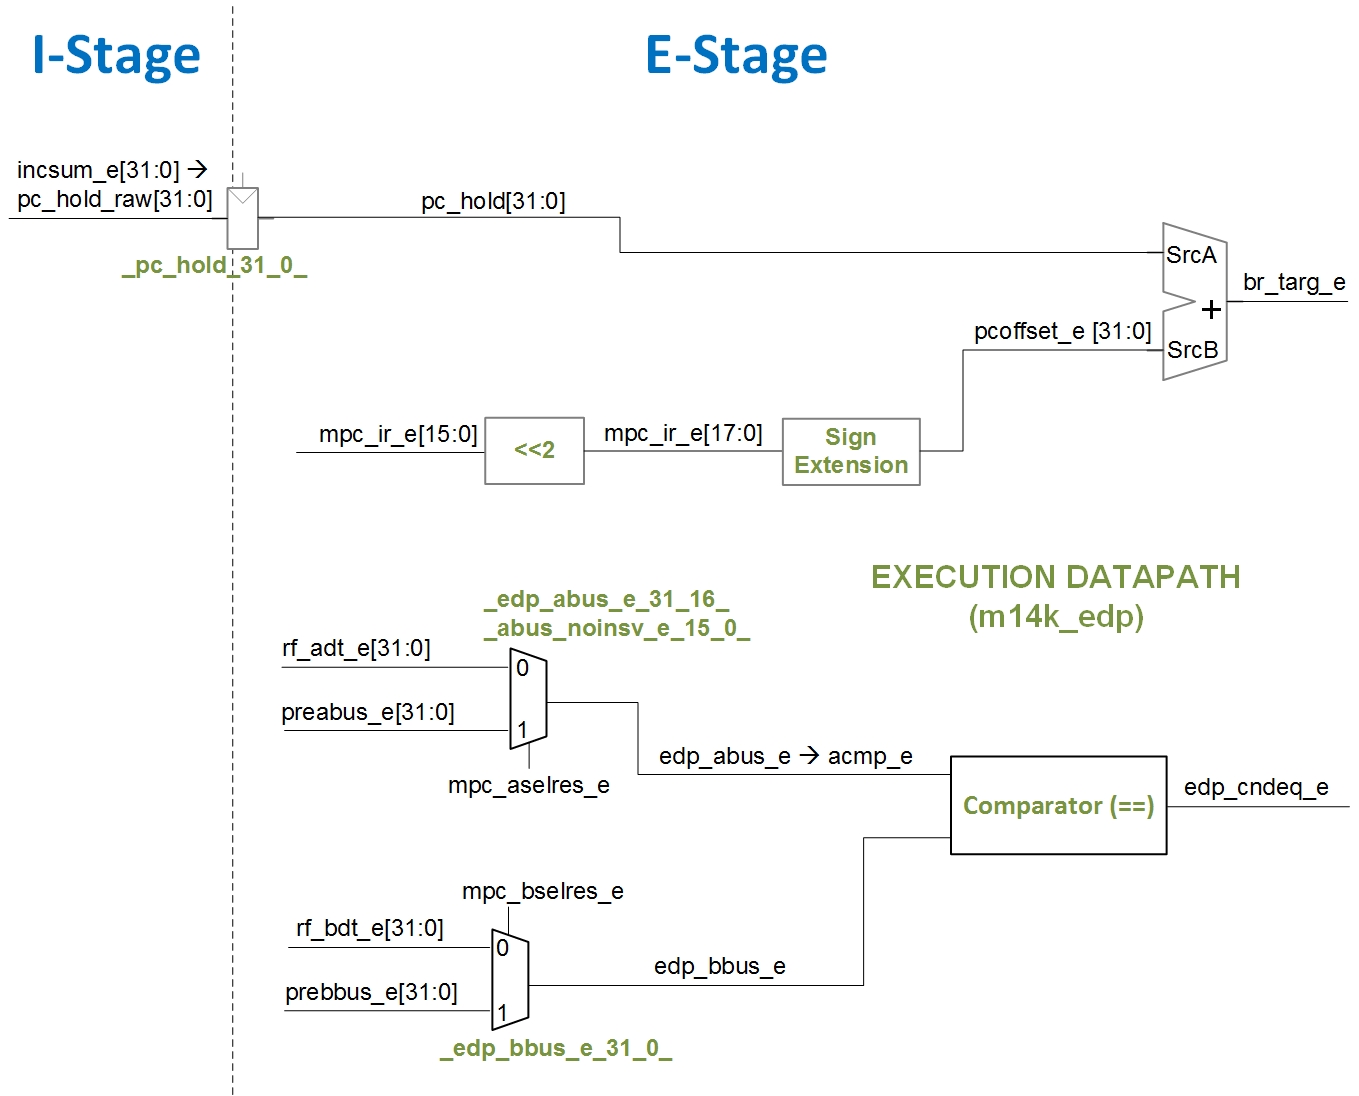 I-Stage
E-Stage
incsum_e[31:0] →
pc_hold_raw[31:0]
_pc_hold_31_0_
pc_hold[31:0]
SrcA
br_targ_e
+
pcoffset_e [31:0]
SrcB
mpc_ir_e[15:0]
<<2
mpc_ir_e[17:0]
Sign
Extension
EXECUTION DATAPATH
(m14k_edp)
_edp_abus_e_31_16_
_abus_noinsv_e_15_0_
rf_adt_e[31:0]
0
preabus_e[31:0]
1
mpc_aselres_e
edp_abus_e → acmp_e
Comparator (==)
edp_cndeq_e
mpc_bselres_e
rf_bdt_e[31:0]
0
edp_bbus_e
prebbus_e[31:0]
1
_edp_bbus_e_31_0_